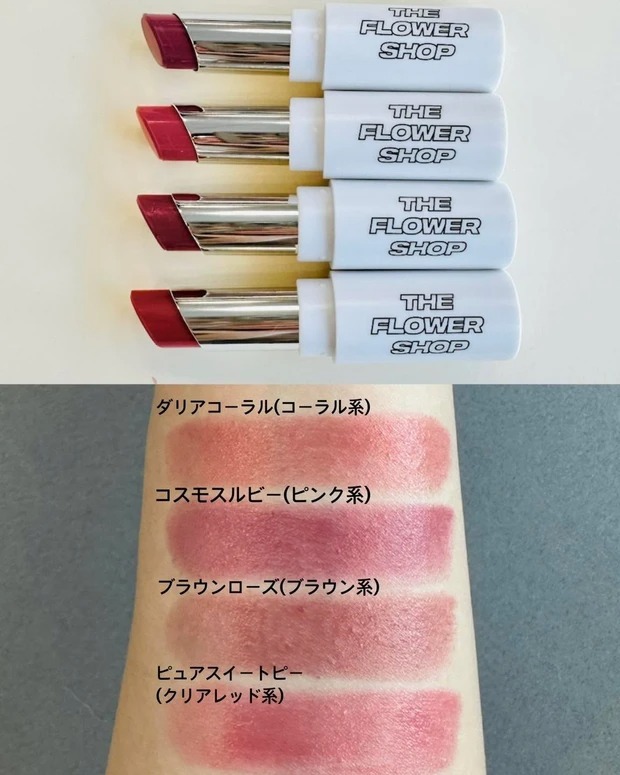 THE
FLOWER
SHOP
THE
FLOWER
SHOP
THE
FLOWER
SHOP
THE
FLOWER
SHOP
ダリアコーラル(コーラル系)
コスモスルビー(ピンク系)
ブラウンローズ(ブラウン系)
ピュアスイートピー
(クリアレッド系)